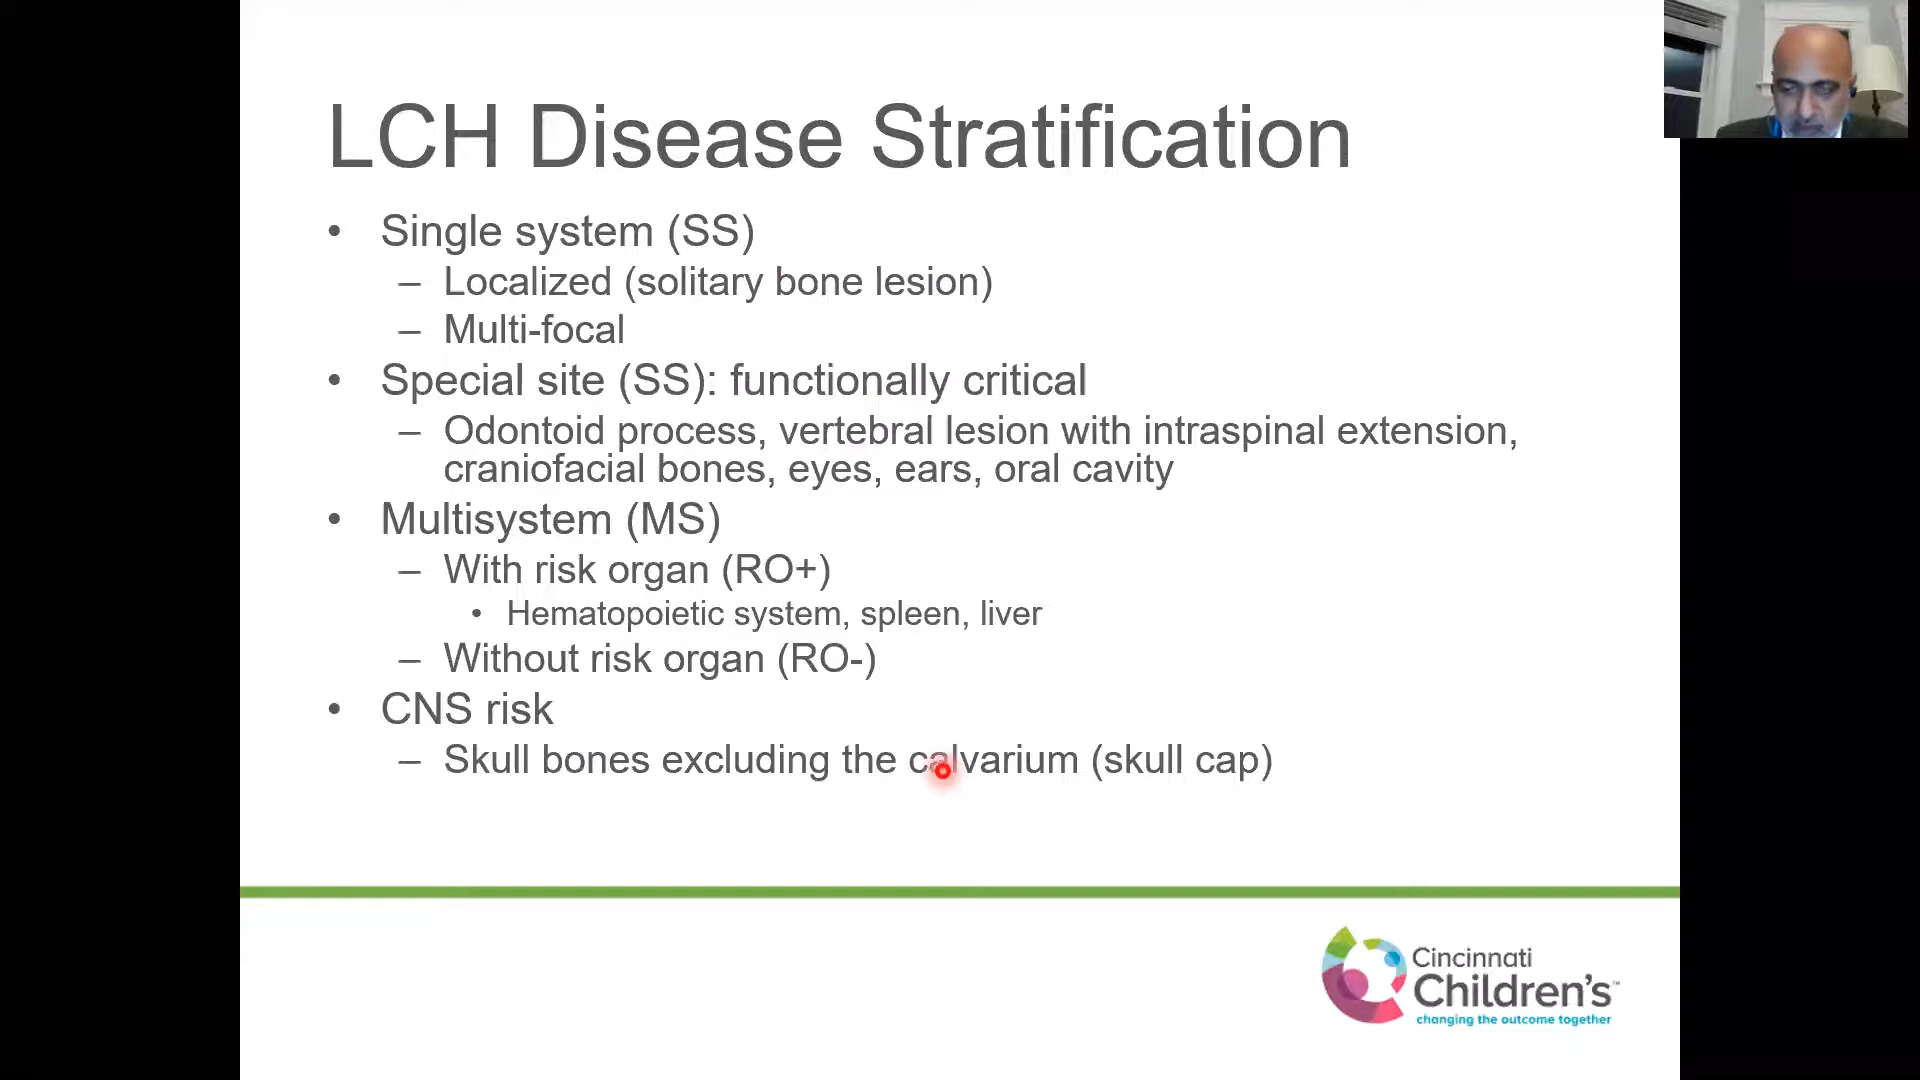 LCH Disease Stratification
• Single system (SS)
– Localized (solitary bone lesion)
– Multi-focal
• Special site (SS): functionally critical
– Odontoid process, vertebral lesion with intraspinal extension,
craniofacial bones, eyes, ears, oral cavity
• Multisystem (MS)
– With risk organ (RO+)
• Hematopoietic system, spleen, liver
– Without risk organ (RO-)
• CNS risk
– Skull bones excluding the calvarium (skull cap)
Cincinnati
Children's™
changing the outcome together